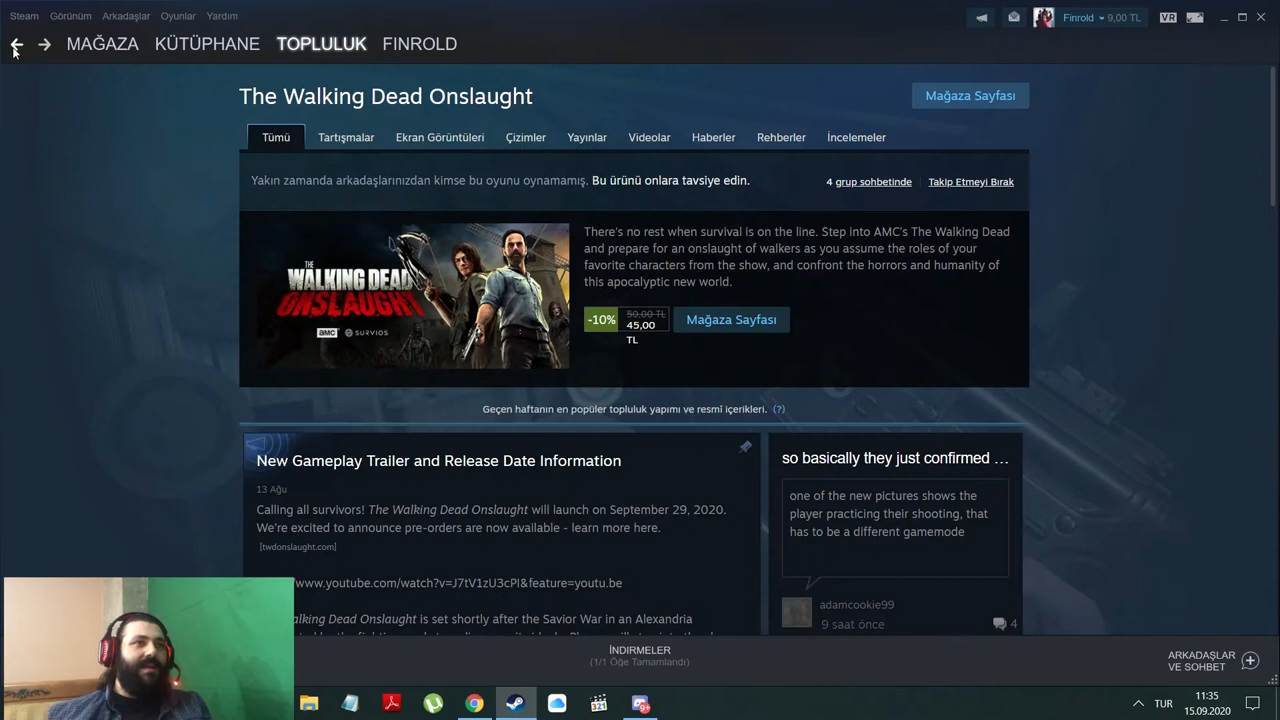 Steam Görünüm Arkadaşlar Oyunlar Yardım
Finrold 9,00 TL VR
MAĞAZA KÜTÜPHANE TOPLULUK FINROLD
The Walking Dead Onslaught
Mağaza Sayfası
Tümü Tartışmalar Ekran Görüntüleri Çizimler Yayınlar Videolar Haberler Rehberler İncelemeler
Yakın zamanda arkadaşlarınızdan kimse bu oyunu oynamamış. Bu ürünü onlara tavsiye edin.
4 grup sohbetinde Takip Etmeyi Bırak
THE
WALKING DEAD
ONSLAUGHT
AMC SURVIOS
There's no rest when survival is on the line. Step into AMC's The Walking Dead
and prepare for an onslaught of walkers as you assume the roles of your
favorite characters from the show, and confront the horrors and humanity of
this apocalyptic new world.
-10%
50,00 TL
45,00
TL
Mağaza Sayfası
Geçen haftanın en popüler topluluk yapımı ve resmî içerikleri. (?)
New Gameplay Trailer and Release Date Information
13 Ağu
Calling all survivors! The Walking Dead Onslaught will launch on September 29, 2020.
We're excited to announce pre-orders are now available - learn more here.
[twdonslaught.com]
www.youtube.com/watch?v=J7tV1zU3cPI&feature=youtu.be
alking Dead Onslaught is set shortly after the Savior War in an Alexandria
so basically they just confirmed …
one of the new pictures shows the
player practicing their shooting, that
has to be a different gamemode
adamcookie99
9 saat önce
4
İNDIRMELER
(1/1 Öğe Tamamlandı)
ARKADAŞLAR
VE SOHBET
321
TUR
11:35
15.09.2020